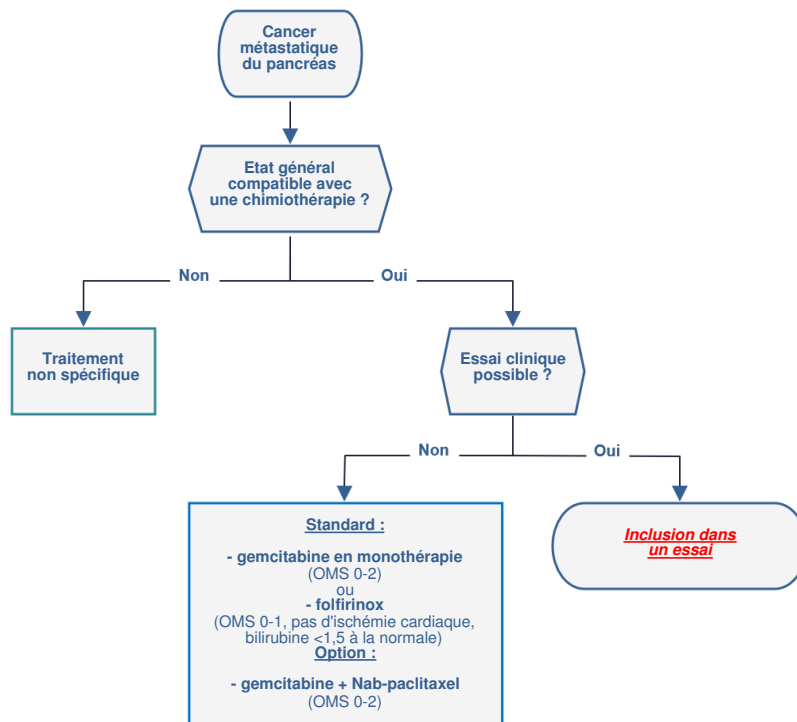 Cancer
métastatique
du pancréas
Etat général
compatible avec
une chimiothérapie ?
Non
Oui
Traitement
non spécifique
Essai clinique
possible ?
Non
Oui
Standard :
- gemcitabine en monothérapie
(OMS 0-2)
ou
- folfirinox
(OMS 0-1, pas d'ischémie cardiaque,
bilirubine <1,5 à la normale)
Option :
- gemcitabine + Nab-paclitaxel
(OMS 0-2)
Inclusion dans
un essai